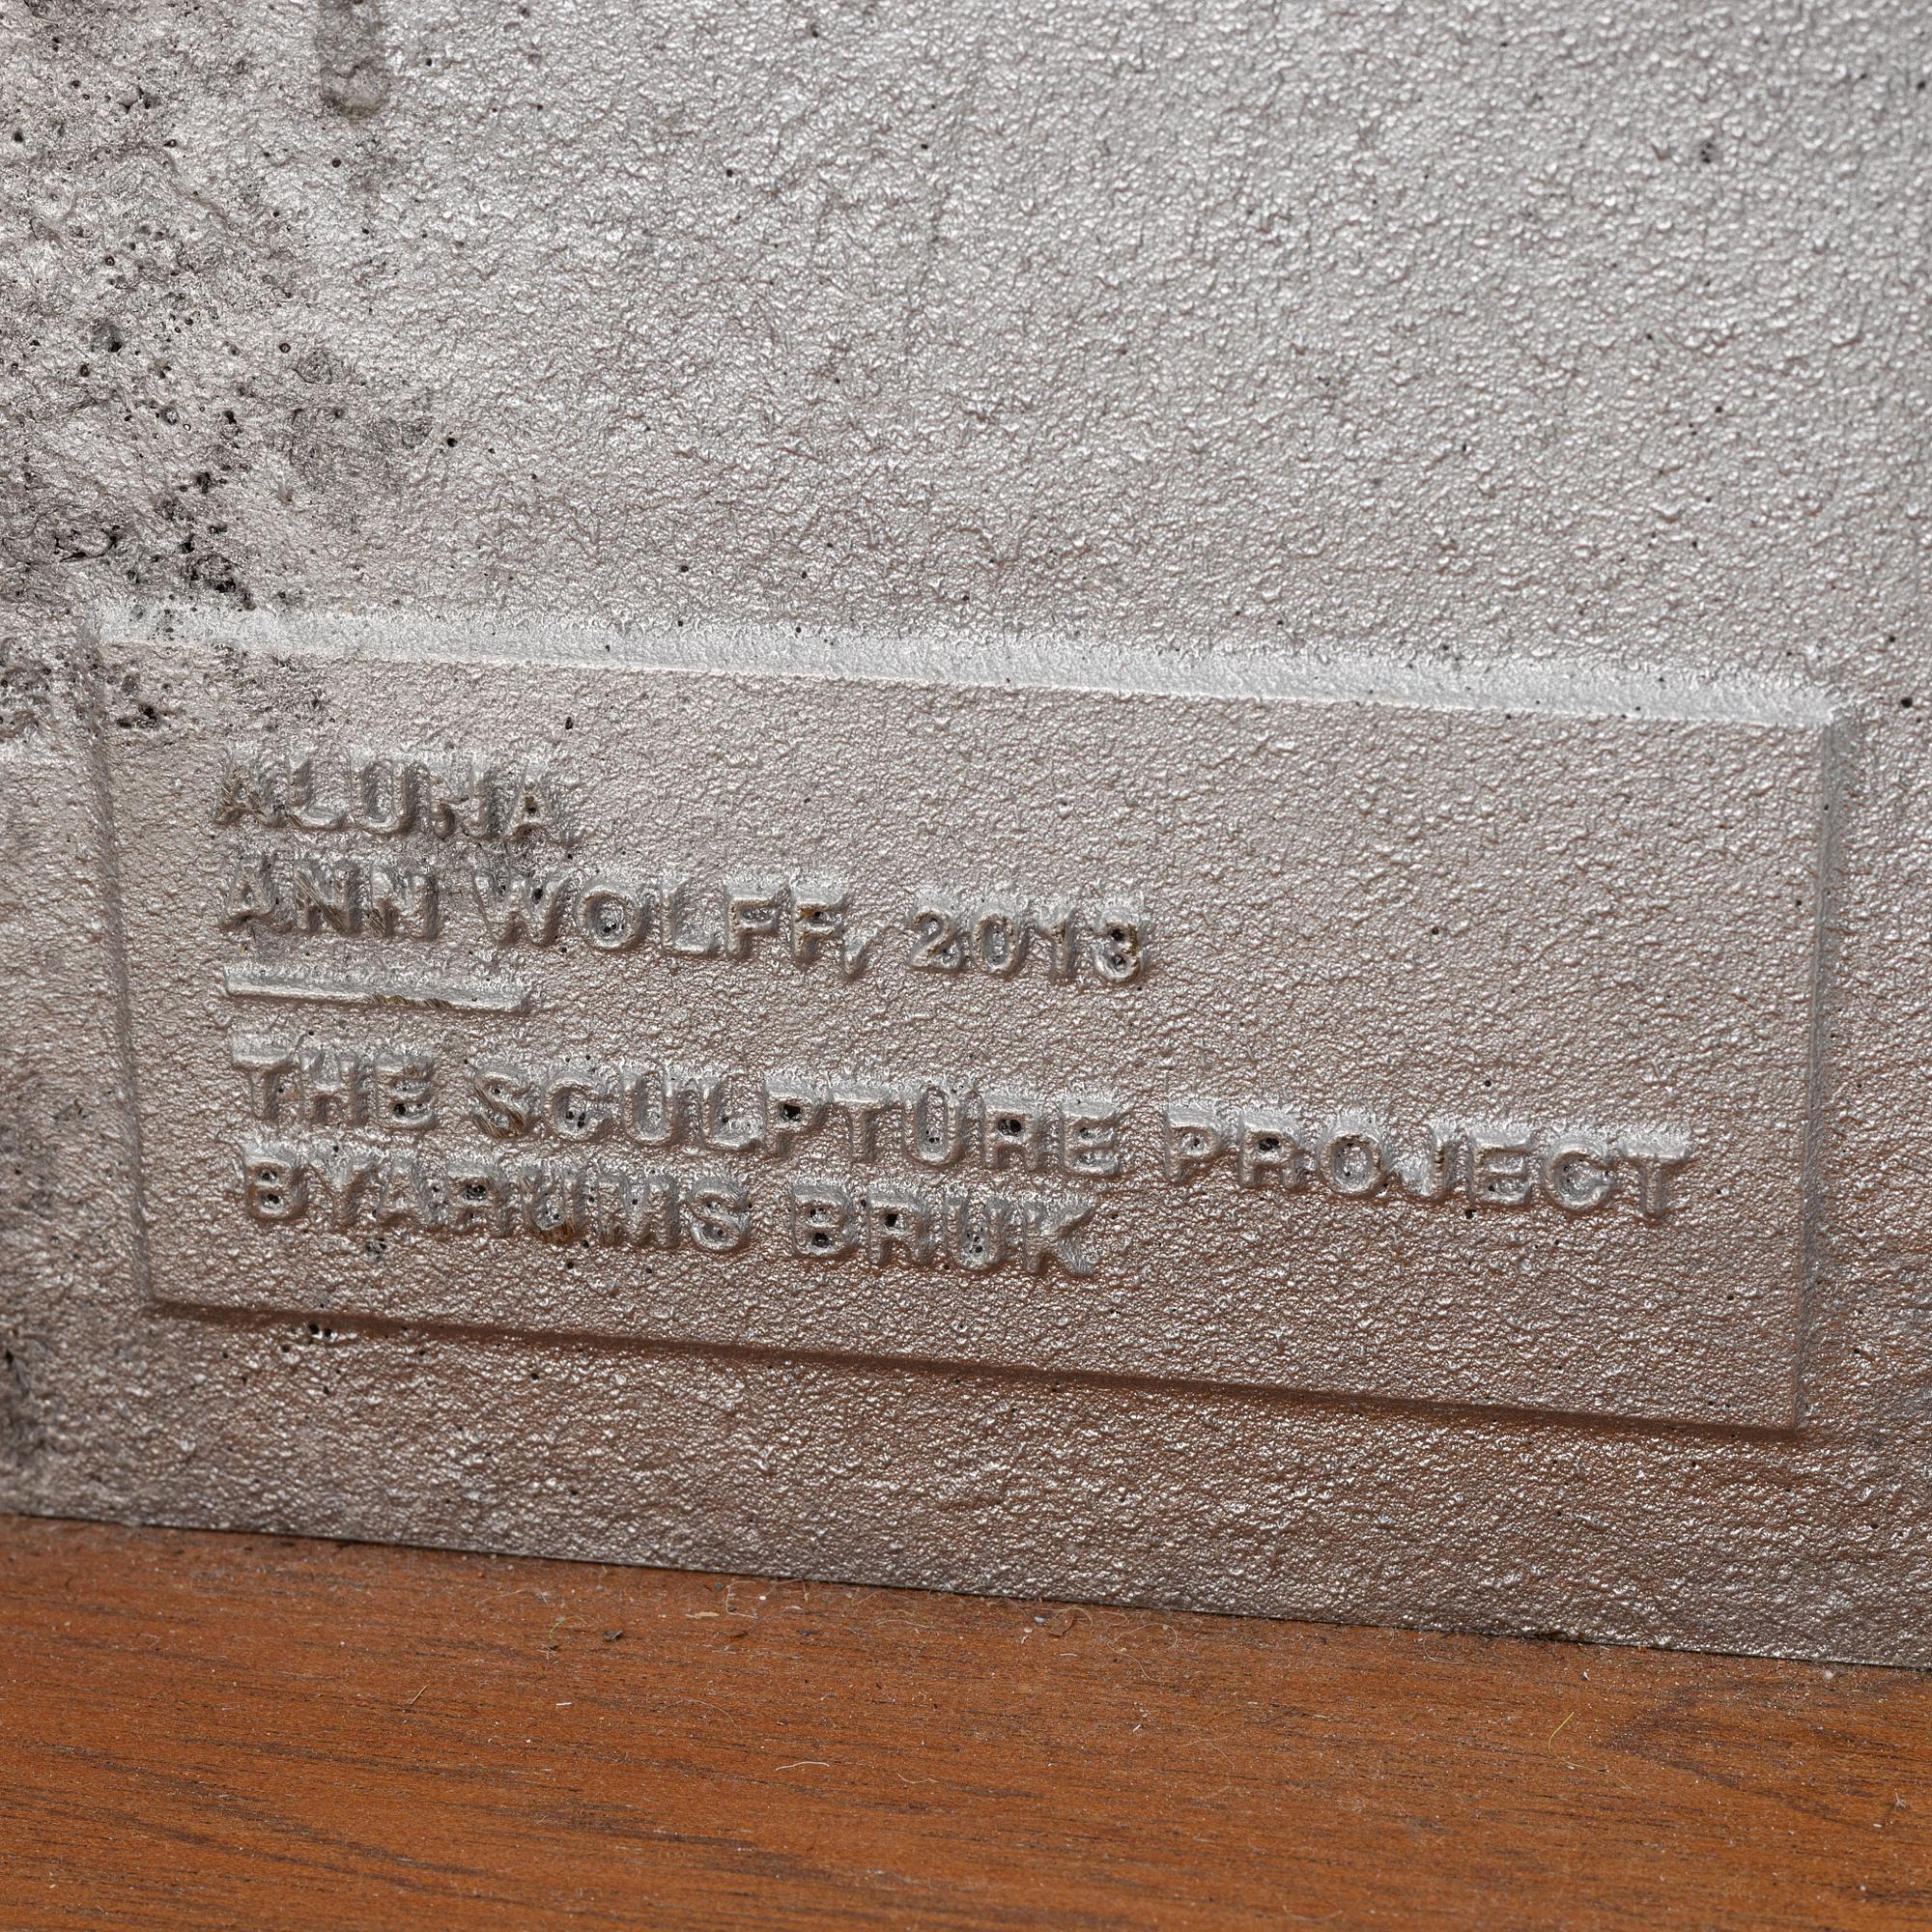 ALUNA
ANN WOLFF, 2013
THE SCULPTURE PROJECT
BYARUMS BRUK